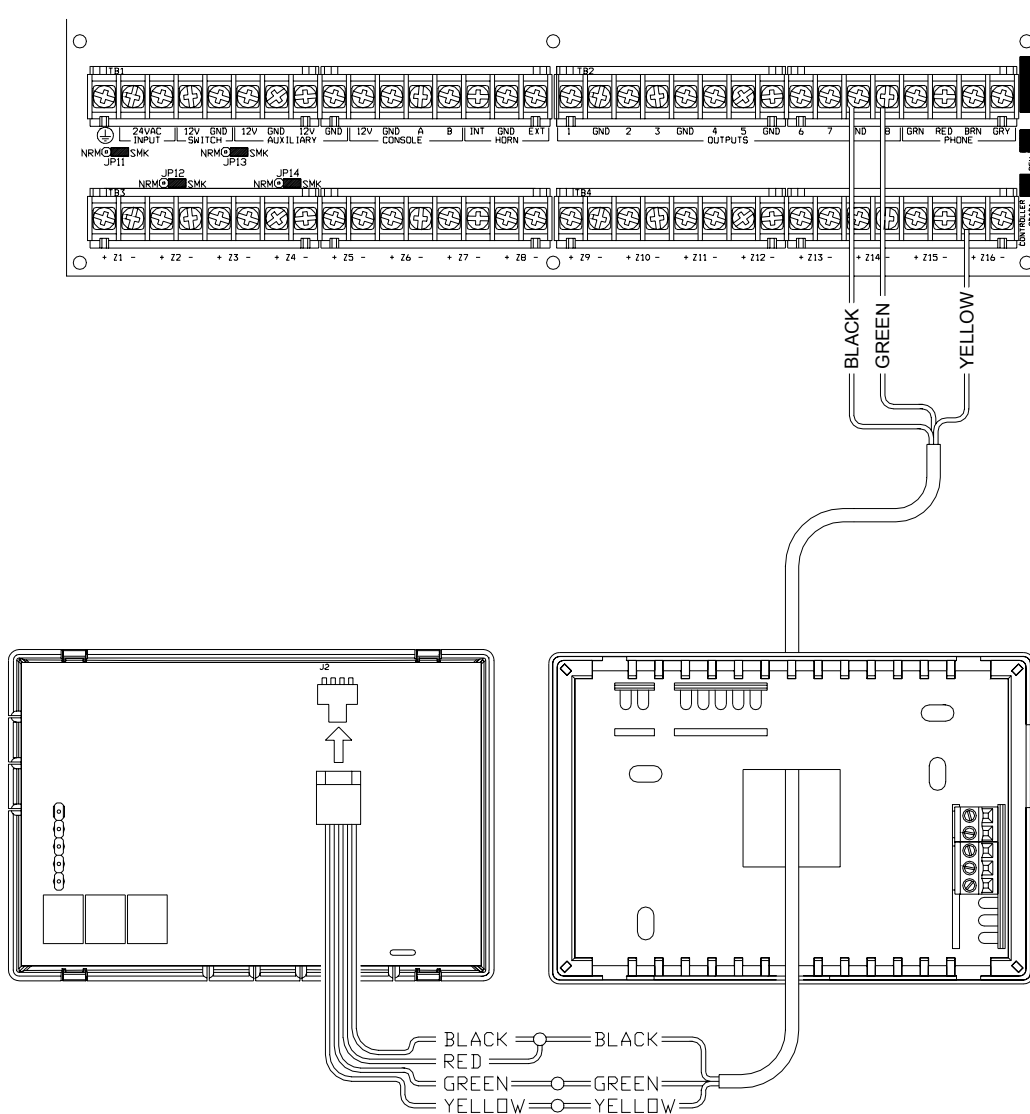 TB1 TB2
24VAC 12V GND 12V GND 12V GND 12V GND A B INT GND EXT 1 GND 2 3 GND 4 5 GND 6 7 ND 8 GRN RED BRN GRY
INPUT SWITCH AUXILIARY CONSOLE HORN OUTPUTS PHONE
NRM SMK NRM SMK
JP11 JP13
JP12 JP14
NRM SMK NRM SMK
TB3 TB4
CONTROLLER
+ Z1 - + Z2 - + Z3 - + Z4 - + Z5 - + Z6 - + Z7 - + Z8 - + Z9 - + Z10 - + Z11 - + Z12 - + Z13 - + Z14 - + Z15 - + Z16 -
BLACK
GREEN
YELLOW
J2
BLACK BLACK
RED
GREEN GREEN
YELLOW YELLOW